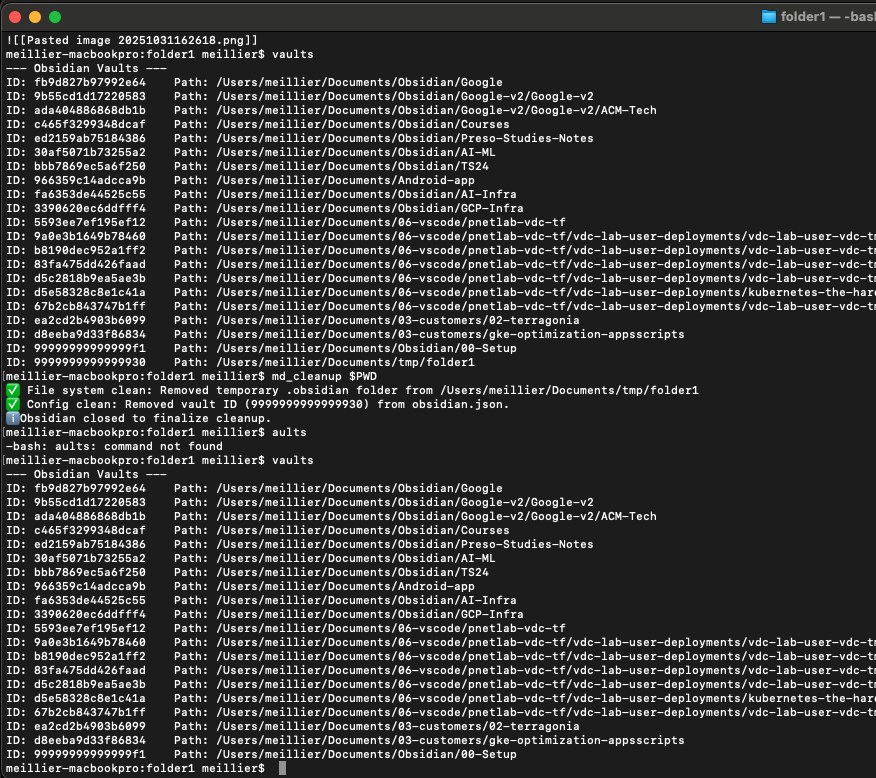 folder1 — -bas
![[Pasted image 20251031162618.png]]
meillier-macbookpro:folder1 meillier$ vaults
--- Obsidian Vaults ---
ID: fb9d827b97992e64    Path: /Users/meillier/Documents/Obsidian/Google
ID: 9b55cd1d17220583    Path: /Users/meillier/Documents/Obsidian/Google-v2/Google-v2
ID: ada404886868db1b    Path: /Users/meillier/Documents/Obsidian/Google-v2/Google-v2/ACM-Tech
ID: c465f3299348dcaf    Path: /Users/meillier/Documents/Obsidian/Courses
ID: ed2159ab75184386    Path: /Users/meillier/Documents/Obsidian/Preso-Studies-Notes
ID: 30af5071b73255a2    Path: /Users/meillier/Documents/Obsidian/AI-ML
ID: bbb7869ec5a6f250    Path: /Users/meillier/Documents/Obsidian/TS24
ID: 966359c14adcca9b    Path: /Users/meillier/Documents/Android-app
ID: fa6353de44525c55    Path: /Users/meillier/Documents/Obsidian/AI-Infra
ID: 3390620ec6ddfff4    Path: /Users/meillier/Documents/Obsidian/GCP-Infra
ID: 5593ee7ef195ef12    Path: /Users/meillier/Documents/06-vscode/pnetlab-vdc-tf
ID: 9a0e3b1649b78460    Path: /Users/meillier/Documents/06-vscode/pnetlab-vdc-tf/vdc-lab-user-deployments/vdc-lab-user-vdc-tm
ID: b8190dec952a1ff2    Path: /Users/meillier/Documents/06-vscode/pnetlab-vdc-tf/vdc-lab-user-deployments/vdc-lab-user-vdc-tm
ID: 83fa475dd426faad    Path: /Users/meillier/Documents/06-vscode/pnetlab-vdc-tf/vdc-lab-user-deployments/vdc-lab-user-vdc-tm
ID: d5c2818b9ea5ae3b    Path: /Users/meillier/Documents/06-vscode/pnetlab-vdc-tf/vdc-lab-user-deployments/vdc-lab-user-vdc-tm
ID: d5e58328c8e1c41a    Path: /Users/meillier/Documents/06-vscode/pnetlab-vdc-tf/vdc-lab-user-deployments/kubernetes-the-hard
ID: 67b2cb843747b1ff    Path: /Users/meillier/Documents/06-vscode/pnetlab-vdc-tf/vdc-lab-user-deployments/vdc-lab-user-vdc-tm
ID: ea2cd2b4903b6099    Path: /Users/meillier/Documents/03-customers/02-terragonia
ID: d8eeba9d33f86834    Path: /Users/meillier/Documents/03-customers/gke-optimization-appsscripts
ID: 99999999999999f1    Path: /Users/meillier/Documents/Obsidian/00-Setup
ID: 9999999999999930    Path: /Users/meillier/Documents/tmp/folder1
[meillier-macbookpro:folder1 meillier$ md_cleanup $PWD
✅ File system clean: Removed temporary .obsidian folder from /Users/meillier/Documents/tmp/folder1
✅ Config clean: Removed vault ID (9999999999999930) from obsidian.json.
ℹ️Obsidian closed to finalize cleanup.
[meillier-macbookpro:folder1 meillier$ aults
-bash: aults: command not found
[meillier-macbookpro:folder1 meillier$ vaults
--- Obsidian Vaults ---
ID: fb9d827b97992e64    Path: /Users/meillier/Documents/Obsidian/Google
ID: 9b55cd1d17220583    Path: /Users/meillier/Documents/Obsidian/Google-v2/Google-v2
ID: ada404886868db1b    Path: /Users/meillier/Documents/Obsidian/Google-v2/Google-v2/ACM-Tech
ID: c465f3299348dcaf    Path: /Users/meillier/Documents/Obsidian/Courses
ID: ed2159ab75184386    Path: /Users/meillier/Documents/Obsidian/Preso-Studies-Notes
ID: 30af5071b73255a2    Path: /Users/meillier/Documents/Obsidian/AI-ML
ID: bbb7869ec5a6f250    Path: /Users/meillier/Documents/Obsidian/TS24
ID: 966359c14adcca9b    Path: /Users/meillier/Documents/Android-app
ID: fa6353de44525c55    Path: /Users/meillier/Documents/Obsidian/AI-Infra
ID: 3390620ec6ddfff4    Path: /Users/meillier/Documents/Obsidian/GCP-Infra
ID: 5593ee7ef195ef12    Path: /Users/meillier/Documents/06-vscode/pnetlab-vdc-tf
ID: 9a0e3b1649b78460    Path: /Users/meillier/Documents/06-vscode/pnetlab-vdc-tf/vdc-lab-user-deployments/vdc-lab-user-vdc-tm
ID: b8190dec952a1ff2    Path: /Users/meillier/Documents/06-vscode/pnetlab-vdc-tf/vdc-lab-user-deployments/vdc-lab-user-vdc-tm
ID: 83fa475dd426faad    Path: /Users/meillier/Documents/06-vscode/pnetlab-vdc-tf/vdc-lab-user-deployments/vdc-lab-user-vdc-tm
ID: d5c2818b9ea5ae3b    Path: /Users/meillier/Documents/06-vscode/pnetlab-vdc-tf/vdc-lab-user-deployments/vdc-lab-user-vdc-tm
ID: d5e58328c8e1c41a    Path: /Users/meillier/Documents/06-vscode/pnetlab-vdc-tf/vdc-lab-user-deployments/kubernetes-the-hard
ID: 67b2cb843747b1ff    Path: /Users/meillier/Documents/06-vscode/pnetlab-vdc-tf/vdc-lab-user-deployments/vdc-lab-user-vdc-tm
ID: ea2cd2b4903b6099    Path: /Users/meillier/Documents/03-customers/02-terragonia
ID: d8eeba9d33f86834    Path: /Users/meillier/Documents/03-customers/gke-optimization-appsscripts
ID: 99999999999999f1    Path: /Users/meillier/Documents/Obsidian/00-Setup
meillier-macbookpro:folder1 meillier$